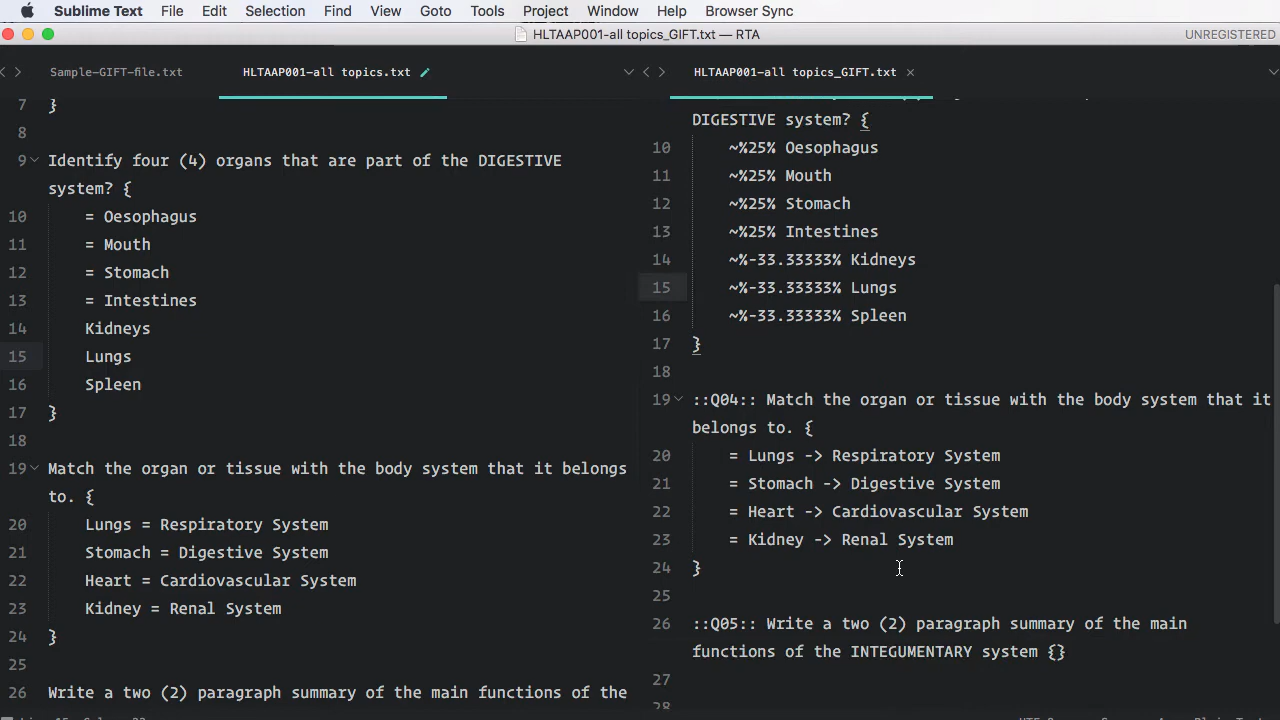 Sublime Text File Edit Selection Find View Goto Tools Project Window Help Browser Sync
HLTAAP001-all topics_GIFT.txt — RTA UNREGISTERED
Sample-GIFT-file.txt HLTAAP001-all topics.txt HLTAAP001-all topics_GIFT.txt
7 }
8
9 Identify four (4) organs that are part of the DIGESTIVE
system? {
10 = Oesophagus
11 = Mouth
12 = Stomach
13 = Intestines
14 Kidneys
15 Lungs
16 Spleen
17 }
18
19 Match the organ or tissue with the body system that it belongs
to. {
20 Lungs = Respiratory System
21 Stomach = Digestive System
22 Heart = Cardiovascular System
23 Kidney = Renal System
24 }
25
26 Write a two (2) paragraph summary of the main functions of the
DIGESTIVE system? {
10 ~%25% Oesophagus
11 ~%25% Mouth
12 ~%25% Stomach
13 ~%25% Intestines
14 ~%-33.33333% Kidneys
15 ~%-33.33333% Lungs
16 ~%-33.33333% Spleen
17 }
18
19 ::Q04:: Match the organ or tissue with the body system that it
belongs to. {
20 = Lungs -> Respiratory System
21 = Stomach -> Digestive System
22 = Heart -> Cardiovascular System
23 = Kidney -> Renal System
24 }
25
26 ::Q05:: Write a two (2) paragraph summary of the main
functions of the INTEGUMENTARY system {}
27
28